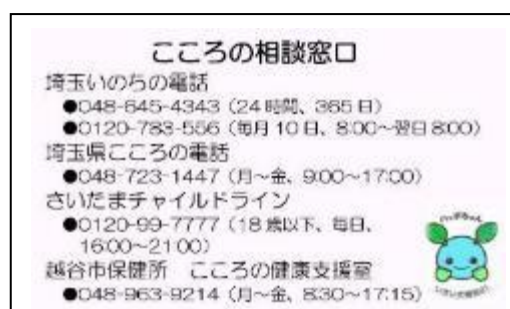 こころの相談窓口
埼玉いのちの電話
●048-645-4343（24時間、365日）
●0120-783-556（毎月10日、8:00～翌日8:00）
埼玉県こころの電話
●048-723-1447（月～金、9:00～17:00）
さいたまチャイルドライン
●0120-99-7777（18歳以下、毎日、
16:00～21:00）
越谷市保健所　こころの健康支援室
●048-963-9214（月～金、8:30～17:15）